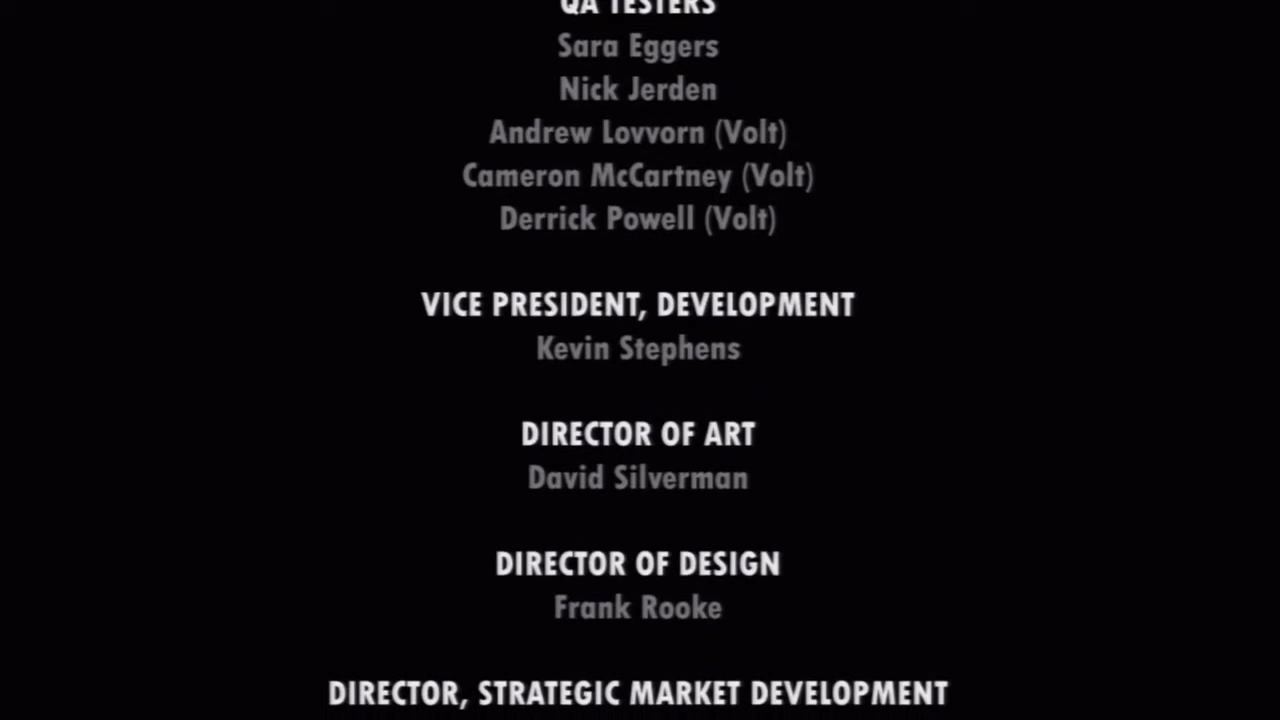 QA TESTERS
Sara Eggers
Nick Jerden
Andrew Lovvorn (Volt)
Cameron McCartney (Volt)
Derrick Powell (Volt)
VICE PRESIDENT, DEVELOPMENT
Kevin Stephens
DIRECTOR OF ART
David Silverman
DIRECTOR OF DESIGN
Frank Rooke
DIRECTOR, STRATEGIC MARKET DEVELOPMENT